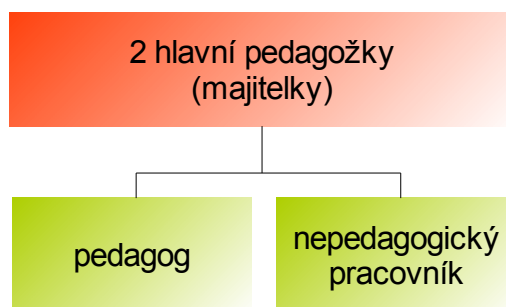 2 hlavní pedagožky
(majitelky)
pedagog
nepedagogický
pracovník